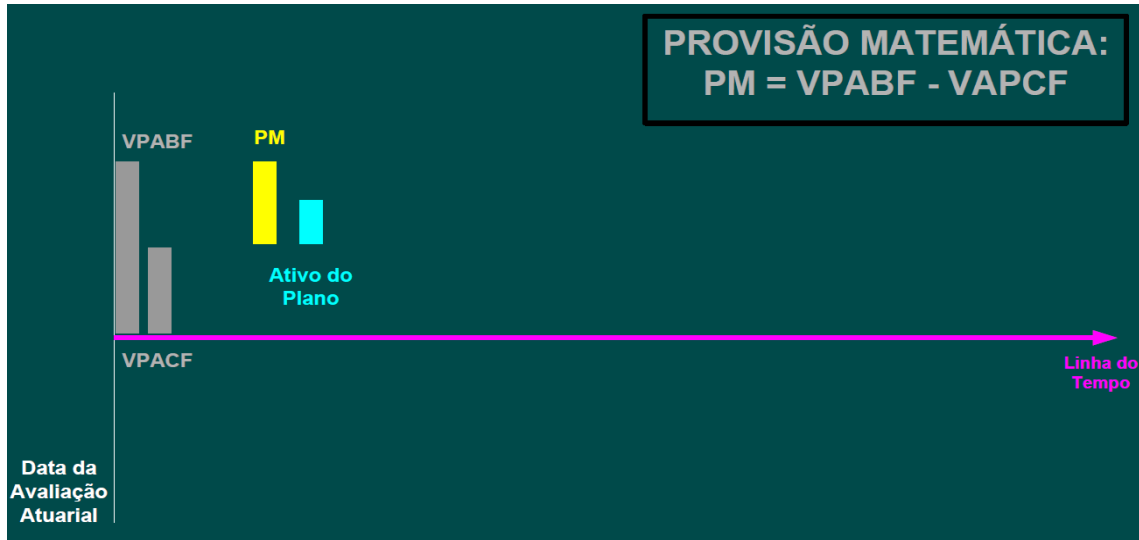 PROVISÃO MATEMÁTICA:
PM = VPABF - VAPCF
VPABF
PM
Ativo do
Plano
VPACF
Linha do
Tempo
Data da
Avaliação
Atuarial